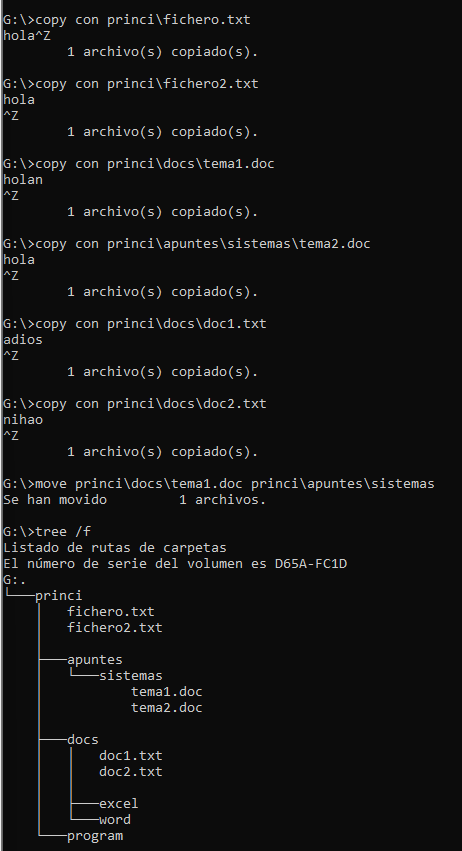 G:\>copy con princi\fichero.txt
hola^Z
        1 archivo(s) copiado(s).
G:\>copy con princi\fichero2.txt
hola
^Z
        1 archivo(s) copiado(s).
G:\>copy con princi\docs\tema1.doc
holan
^Z
        1 archivo(s) copiado(s).
G:\>copy con princi\apuntes\sistemas\tema2.doc
hola
^Z
        1 archivo(s) copiado(s).
G:\>copy con princi\docs\doc1.txt
adios
^Z
        1 archivo(s) copiado(s).
G:\>copy con princi\docs\doc2.txt
nihao
^Z
        1 archivo(s) copiado(s).
G:\>move princi\docs\tema1.doc princi\apuntes\sistemas
Se han movido         1 archivos.
G:\>tree /f
Listado de rutas de carpetas
El número de serie del volumen es D65A-FC1D
G:.
└───princi
    │   fichero.txt
    │   fichero2.txt
    │
    ├───apuntes
    │   └───sistemas
    │           tema1.doc
    │           tema2.doc
    │
    ├───docs
    │   │   doc1.txt
    │   │   doc2.txt
    │   │
    │   ├───excel
    │   └───word
    └───program